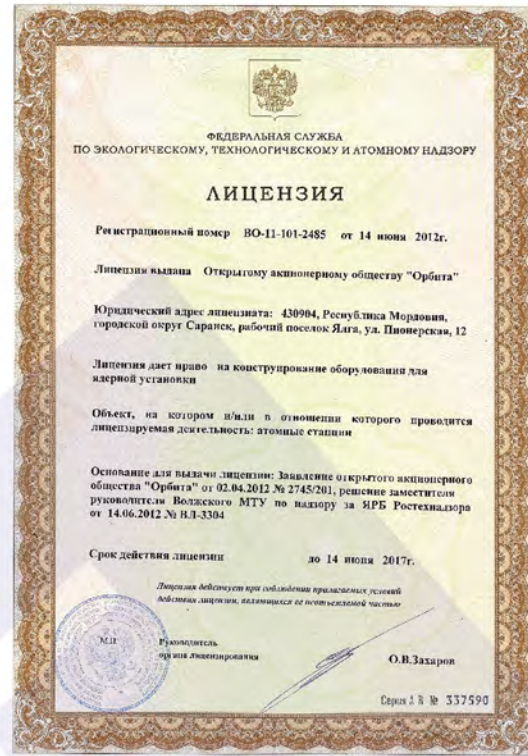 ФЕДЕРАЛЬНАЯ СЛУЖБА
ПО ЭКОЛОГИЧЕСКОМУ, ТЕХНОЛОГИЧЕСКОМУ И АТОМНОМУ НАДЗОРУ
ЛИЦЕНЗИЯ
Регистрационный номер ВО-11-101-2485 от 14 июня 2012г.
Лицензия выдана Открытому акционерному обществу "Орбита"
Юридический адрес лицензиата: 430904, Республика Мордовия,
городской округ Саранск, рабочий поселок Ялга, ул. Пионерская, 12
Лицензия дает право на конструирование оборудования для
ядерной установки
Объект, на котором и/или в отношении которого проводится
лицензируемая деятельность: атомные станции
Основание для выдачи лицензии: Заявление открытого акционерного
общества "Орбита" от 02.04.2012 № 2745/201, решение заместителя
руководителя Волжского МТУ по надзору за ЯРБ Ростехнадзора
от 14.06.2012 № ВЛ-3304
Срок действия лицензии до 14 июня 2017г.
Лицензия действует при соблюдении прилагаемых условий
действия лицензии, являющихся ее неотъемлемой частью
М.П.
Руководитель
органа лицензирования
О.В.Захаров
Серия А В № 337590